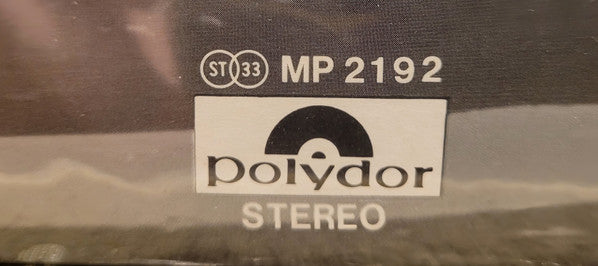 ST 33 MP 2192
polydor
STEREO